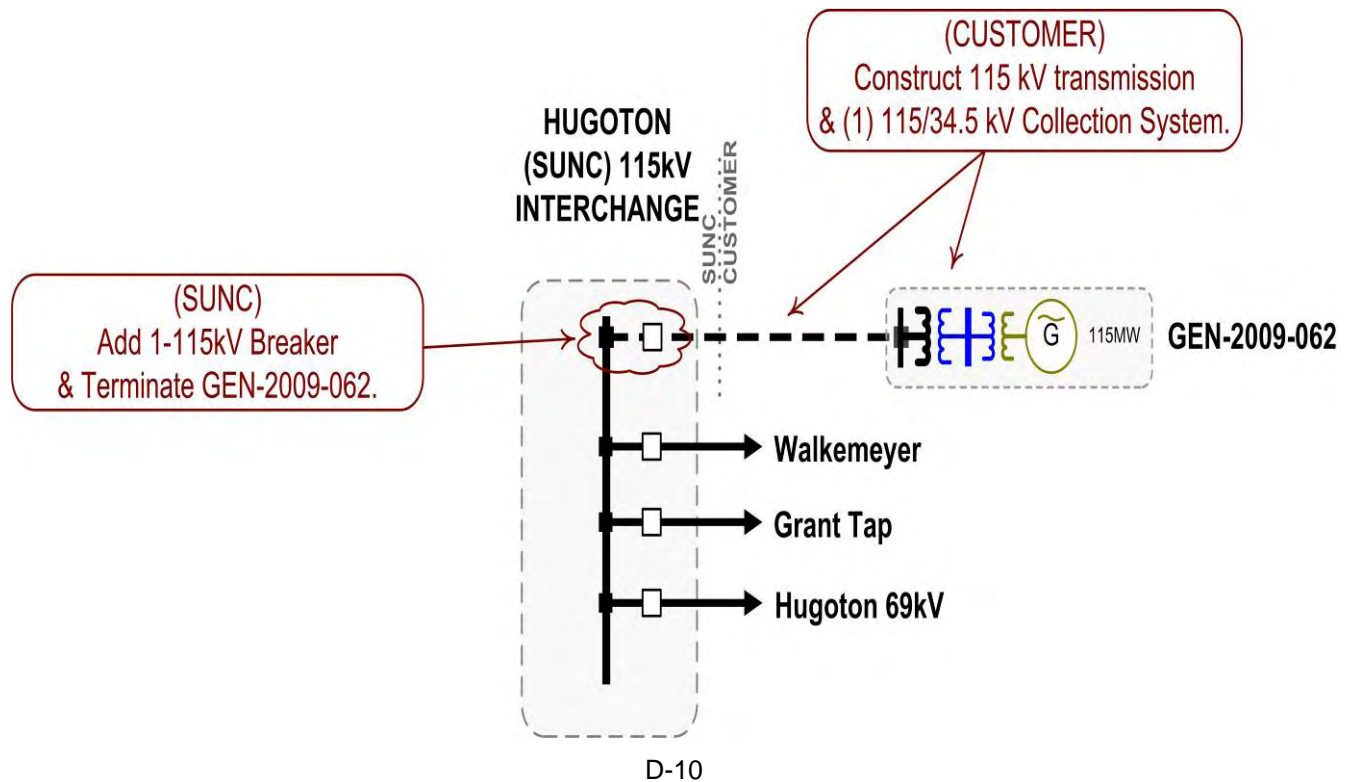 (CUSTOMER)
Construct 115 kV transmission
& (1) 115/34.5 kV Collection System.
HUGOTON
(SUNC) 115kV
INTERCHANGE
SUNC
CUSTOMER
(SUNC)
Add 1-115kV Breaker
& Terminate GEN-2009-062.
G
115MW
GEN-2009-062
Walkemeyer
Grant Tap
Hugoton 69kV
D-10